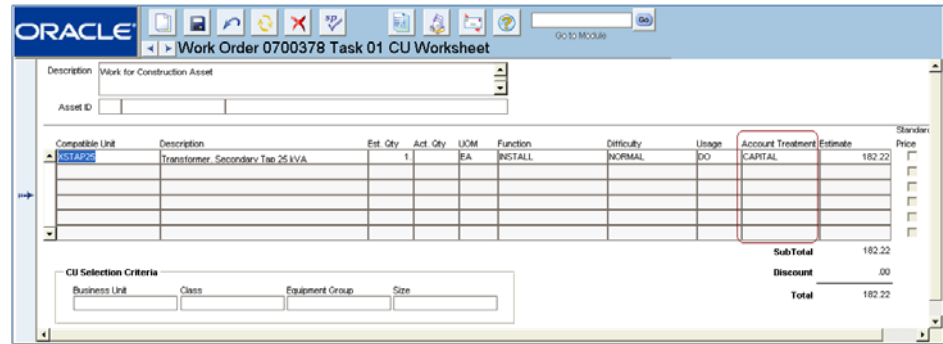 ORACLE
sp
Go
Go to Module
Work Order 0700378 Task 01 CU Worksheet
Description Work for Construction Asset
Asset ID
Standard
Compatible Unit Description Est. Qty Act. Qty UOM Function Difficulty Usage Account Treatment Estimate Price
XSTAP25 Transformer, Secondary Tap 25 kVA 1. EA INSTALL NORMAL DO CAPITAL 182.22
SubTotal 182.22
CU Selection Criteria Discount .00
Business Unit Class Equipment Group Size
Total 182.22